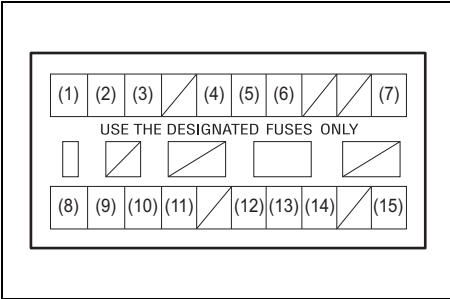 (1) (2) (3) (4) (5) (6) (7)
USE THE DESIGNATED FUSES ONLY
(8) (9) (10) (11) (12) (13) (14) (15)